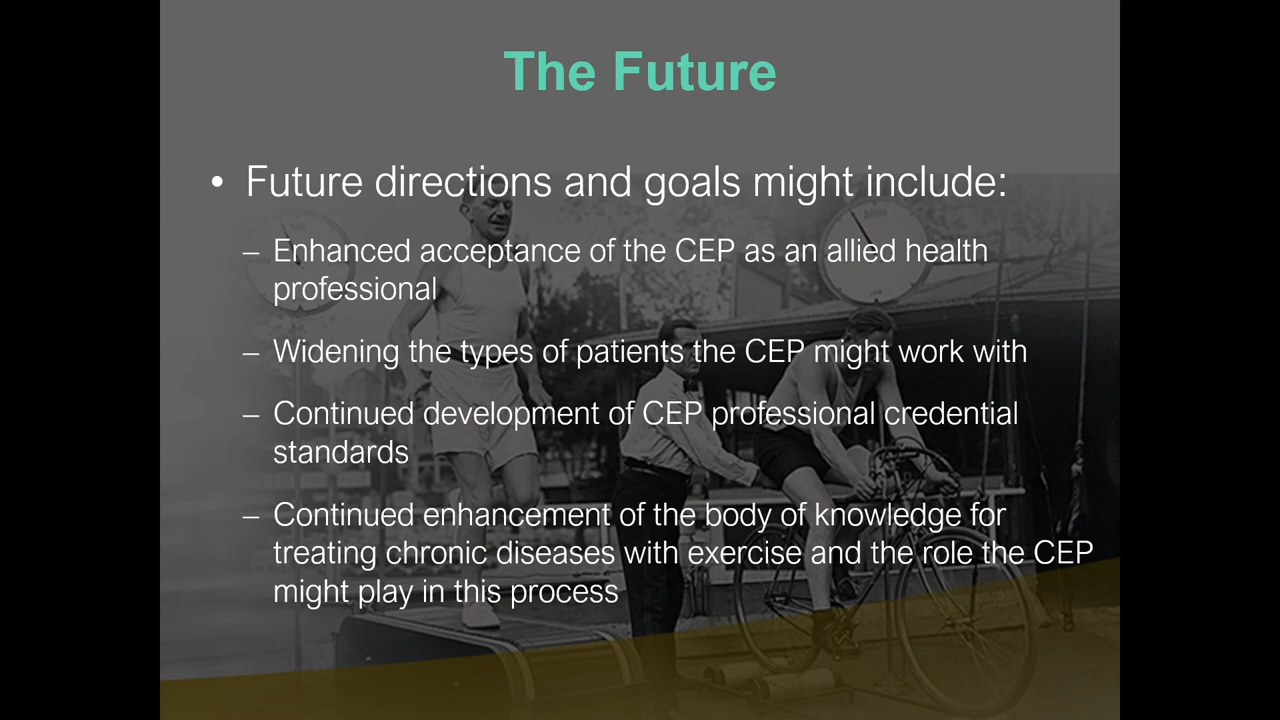 The Future
• Future directions and goals might include:
– Enhanced acceptance of the CEP as an allied health
professional
– Widening the types of patients the CEP might work with
– Continued development of CEP professional credential
standards
– Continued enhancement of the body of knowledge for
treating chronic diseases with exercise and the role the CEP
might play in this process